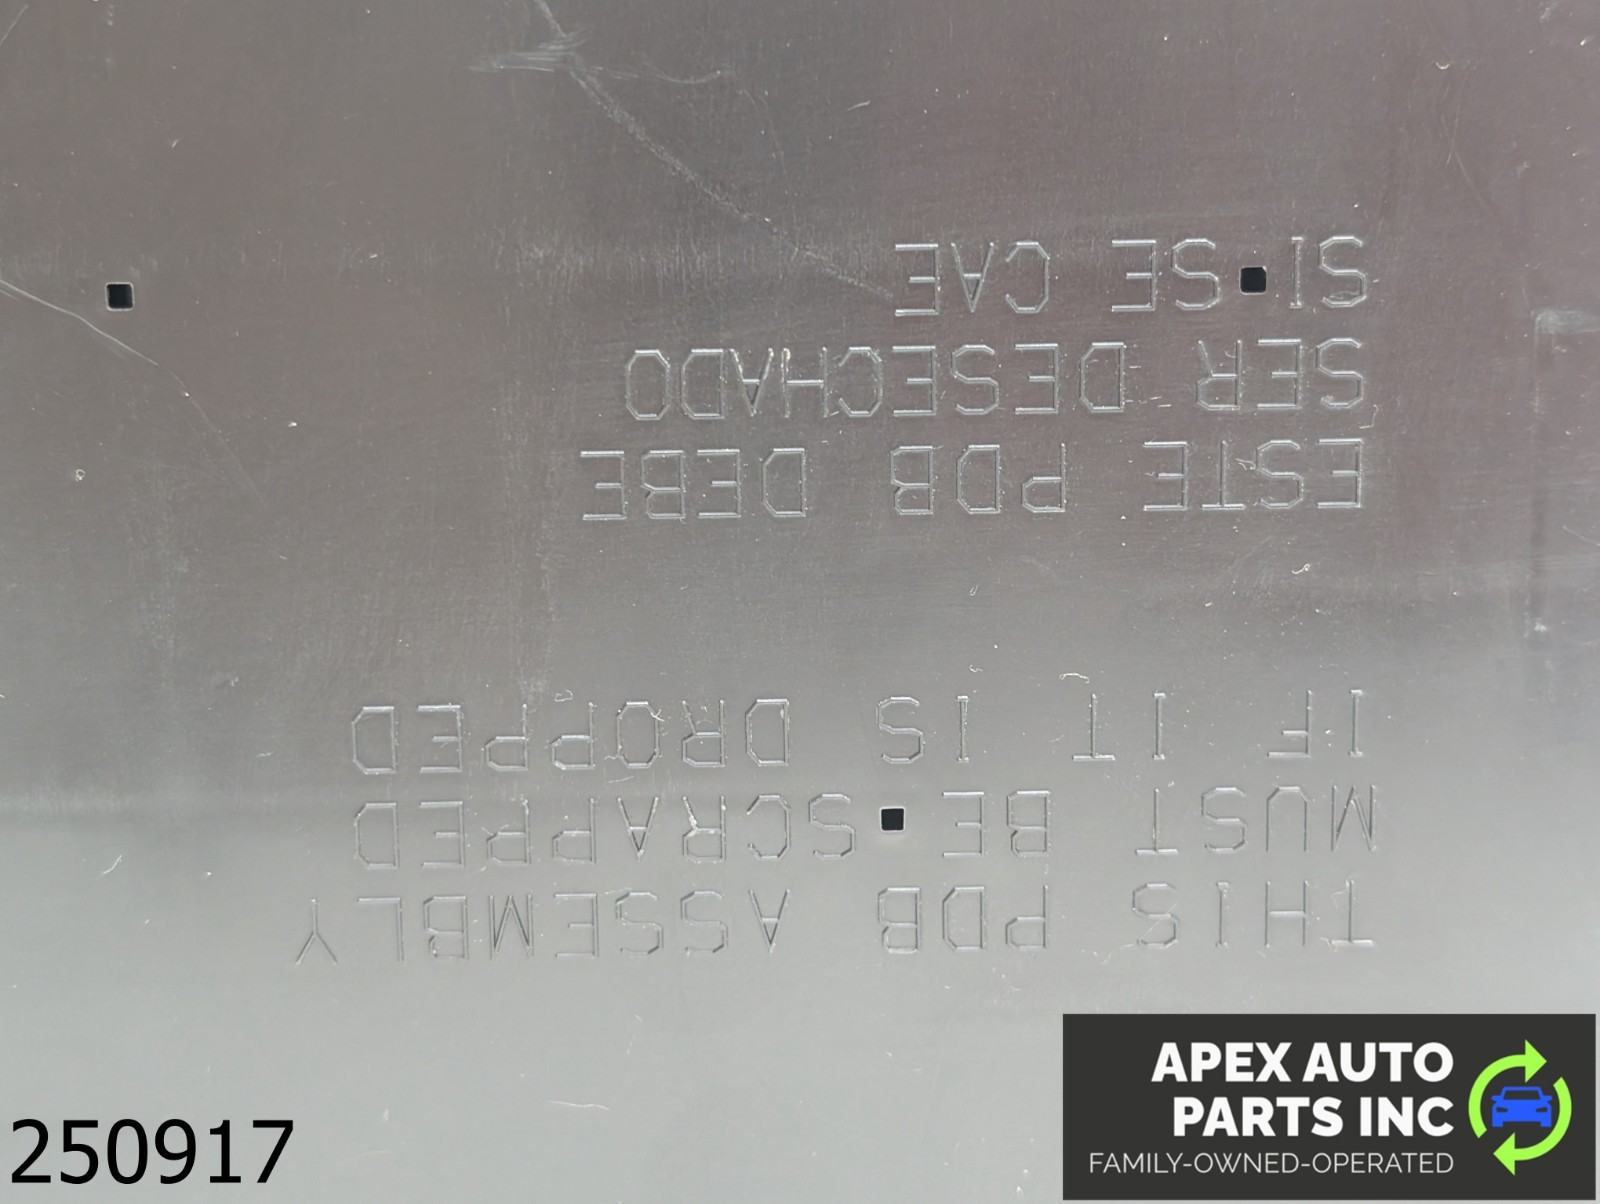 THIS PDB ASSEMBLY
MUST BE SCRAPPED
IF IT IS DROPPED
ESTE PDB DEBE
SER DESECHADO
SI SE CAE
250917
APEX AUTO
PARTS INC
FAMILY-OWNED-OPERATED